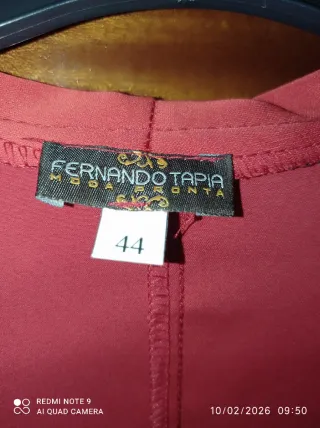 FERNANDO TAPIA
MODA PRONTA
44
REDMI NOTE 9
AI QUAD CAMERA
10/02/2026 09:50